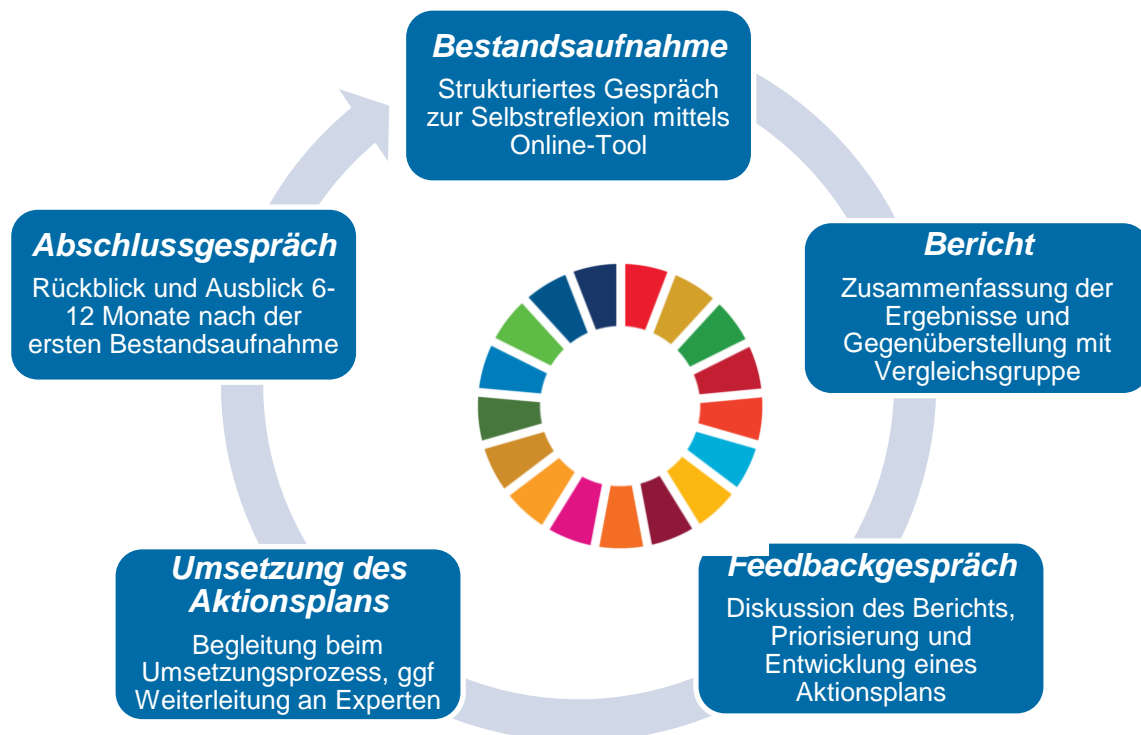 Bestandsaufnahme
Strukturiertes Gespräch
zur Selbstreflexion mittels
Online-Tool
Bericht
Zusammenfassung der
Ergebnisse und
Gegenüberstellung mit
Vergleichsgruppe
Feedbackgespräch
Diskussion des Berichts,
Priorisierung und
Entwicklung eines
Aktionsplans
Umsetzung des
Aktionsplans
Begleitung beim
Umsetzungsprozess, ggf
Weiterleitung an Experten
Abschlussgespräch
Rückblick und Ausblick 6-
12 Monate nach der
ersten Bestandsaufnahme